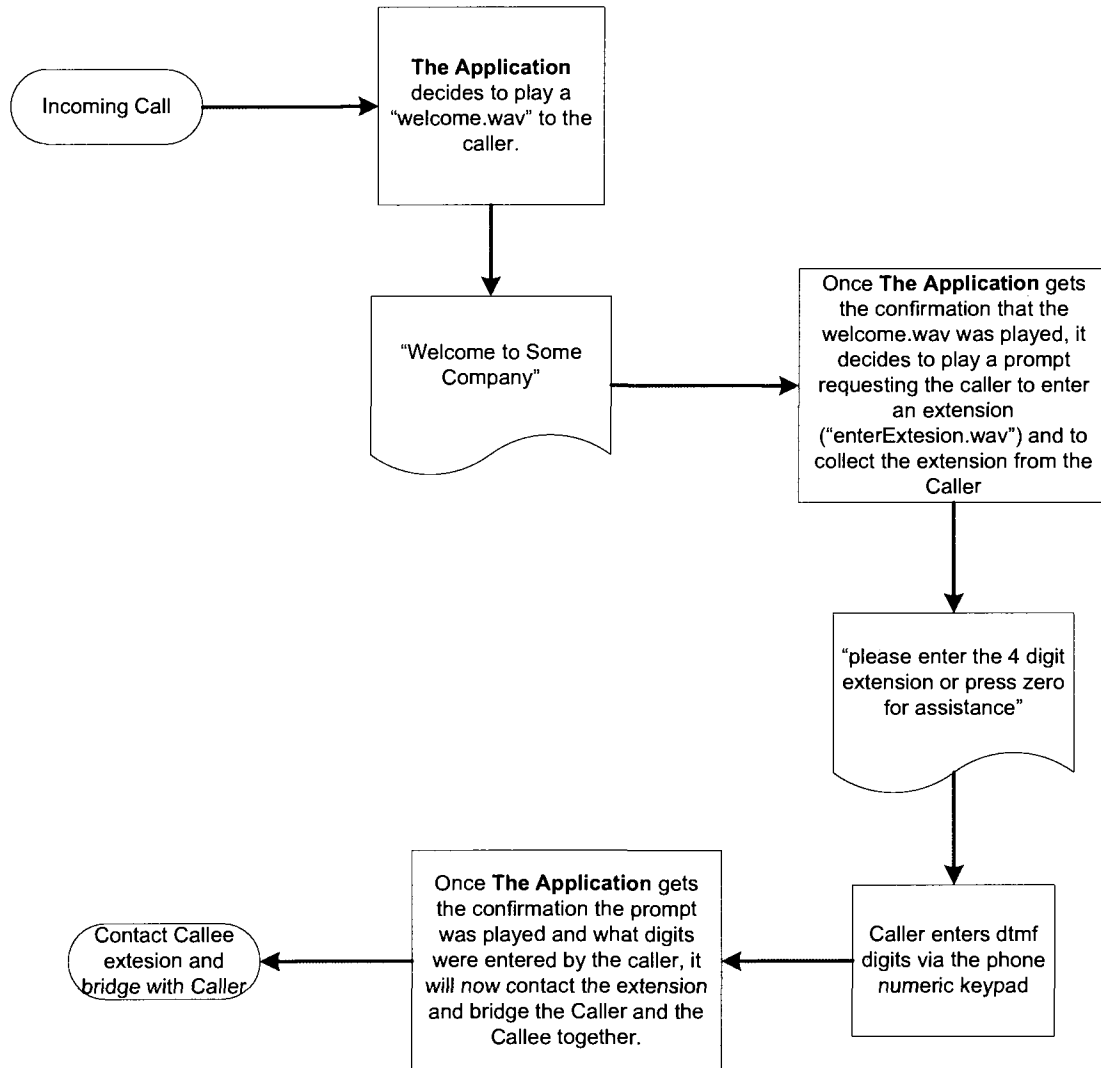 Incoming Call
The Application
decides to play a
“welcome.wav” to the
caller.
“Welcome to Some
Company”
Once The Application gets
the confirmation that the
welcome.wav was played, it
decides to play a prompt
requesting the caller to enter
an extension
(“enterExtesion.wav”) and to
collect the extension from the
Caller
“please enter the 4 digit
extension or press zero
for assistance”
Caller enters dtmf
digits via the phone
numeric keypad
Once The Application gets
the confirmation the prompt
was played and what digits
were entered by the caller, it
will now contact the extension
and bridge the Caller and the
Callee together.
Contact Callee
extesion and
bridge with Caller